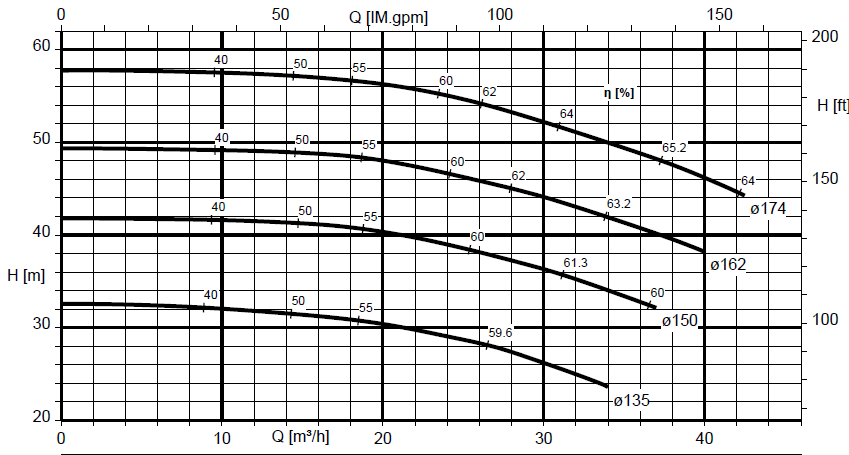 0 50 Q [IM.gpm] 100 150
60 200
40 50 55 60 62 64 η [%] 65.2 64 ø174
H [ft]
50
40 50 55 60 62 63.2 ø162
150
40
40 50 55 60 61.3 60 ø150
H [m]
30 100
40 50 55 59.6 ø135
20
0 10 Q [m³/h] 20 30 40